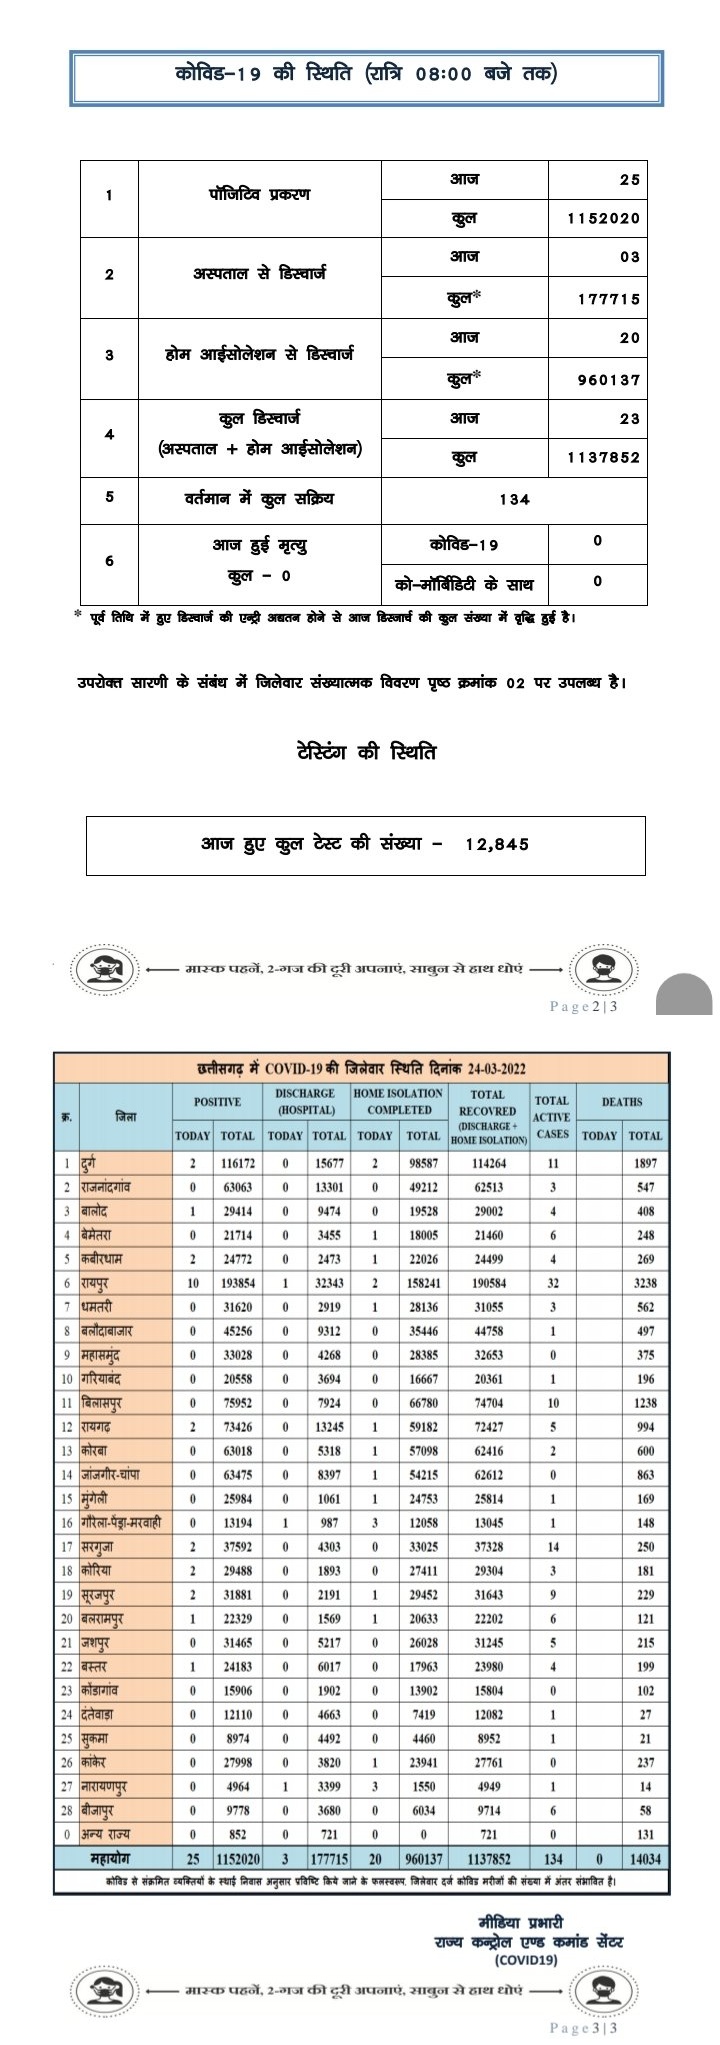 कोविड-19 की स्थिति (रात्रि 08:00 बजे तक)
1 पॉजिटिव प्रकरण आज 25
कुल 1152020
2 अस्पताल से डिस्चार्ज आज 03
कुल* 177715
3 होम आईसोलेशन से डिस्चार्ज आज 20
कुल* 960137
4 कुल डिस्चार्ज (अस्पताल + होम आईसोलेशन) आज 23
कुल 1137852
5 वर्तमान में कुल सक्रिय 134
6 आज हुई मृत्यु कुल - 0 कोविड-19 0
को-मॉर्बिडिटी के साथ 0
* पूर्व तिथि में हुए डिस्चार्ज की एन्ट्री अद्यतन होने से आज डिस्जार्च की कुल संख्या में वृद्धि हुई है।
उपरोक्त सारणी के संबंध में जिलेवार संख्यात्मक विवरण पृष्ठ क्रमांक 02 पर उपलब्ध है।
टेस्टिंग की स्थिति
आज हुए कुल टेस्ट की संख्या - 12,845
मास्क पहनें, 2-गज की दूरी अपनाएं, साबुन से हाथ धोएं
Page2|3
छत्तीसगढ़ में COVID-19 की जिलेवार स्थिति दिनांक 24-03-2022
क्र. जिला POSITIVE DISCHARGE (HOSPITAL) HOME ISOLATION COMPLETED TOTAL RECOVRED (DISCHARGE + HOME ISOLATION) TOTAL ACTIVE CASES DEATHS
TODAY TOTAL TODAY TOTAL TODAY TOTAL TODAY TOTAL
1 दुर्ग 2 116172 0 15677 2 98587 114264 11 1897
2 राजनांदगांव 0 63063 0 13301 0 49212 62513 3 547
3 बालोद 1 29414 0 9474 0 19528 29002 4 408
4 बेमेतरा 0 21714 0 3455 1 18005 21460 6 248
5 कबीरधाम 2 24772 0 2473 1 22026 24499 4 269
6 रायपुर 10 193854 1 32343 2 158241 190584 32 3238
7 धमतरी 0 31620 0 2919 1 28136 31055 3 562
8 बलौदाबाजार 0 45256 0 9312 0 35446 44758 1 497
9 महासमुंद 0 33028 0 4268 0 28385 32653 0 375
10 गरियाबंद 0 20558 0 3694 0 16667 20361 1 196
11 बिलासपुर 0 75952 0 7924 0 66780 74704 10 1238
12 रायगढ़ 2 73426 0 13245 1 59182 72427 5 994
13 कोरबा 0 63018 0 5318 1 57098 62416 2 600
14 जांजगीर-चांपा 0 63475 0 8397 1 54215 62612 0 863
15 मुंगेली 0 25984 0 1061 1 24753 25814 1 169
16 गौरेला-पेंड्रा-मरवाही 0 13194 1 987 3 12058 13045 1 148
17 सरगुजा 2 37592 0 4303 0 33025 37328 14 250
18 कोरिया 2 29488 0 1893 0 27411 29304 3 181
19 सूरजपुर 2 31881 0 2191 1 29452 31643 9 229
20 बलरामपुर 1 22329 0 1569 1 20633 22202 6 121
21 जशपुर 0 31465 0 5217 0 26028 31245 5 215
22 बस्तर 1 24183 0 6017 0 17963 23980 4 199
23 कोंडागांव 0 15906 0 1902 0 13902 15804 0 102
24 दंतेवाड़ा 0 12110 0 4663 0 7419 12082 1 27
25 सुकमा 0 8974 0 4492 0 4460 8952 1 21
26 कांकेर 0 27998 0 3820 1 23941 27761 0 237
27 नारायणपुर 0 4964 1 3399 3 1550 4949 1 14
28 बीजापुर 0 9778 0 3680 0 6034 9714 6 58
0 अन्य राज्य 0 852 0 721 0 0 721 0 131
महायोग 25 1152020 3 177715 20 960137 1137852 134 0 14034
कोविड से संक्रमित व्यक्तियों के स्थाई निवास अनुसार प्रविष्टि किये जाने के फलस्वरूप, जिलेवार दर्ज कोविड मरीजों की संख्या में अंतर संभावित है।
मीडिया प्रभारी
राज्य कन्ट्रोल एण्ड कमांड सेंटर
(COVID19)
मास्क पहनें, 2-गज की दूरी अपनाएं, साबुन से हाथ धोएं
Page3|3